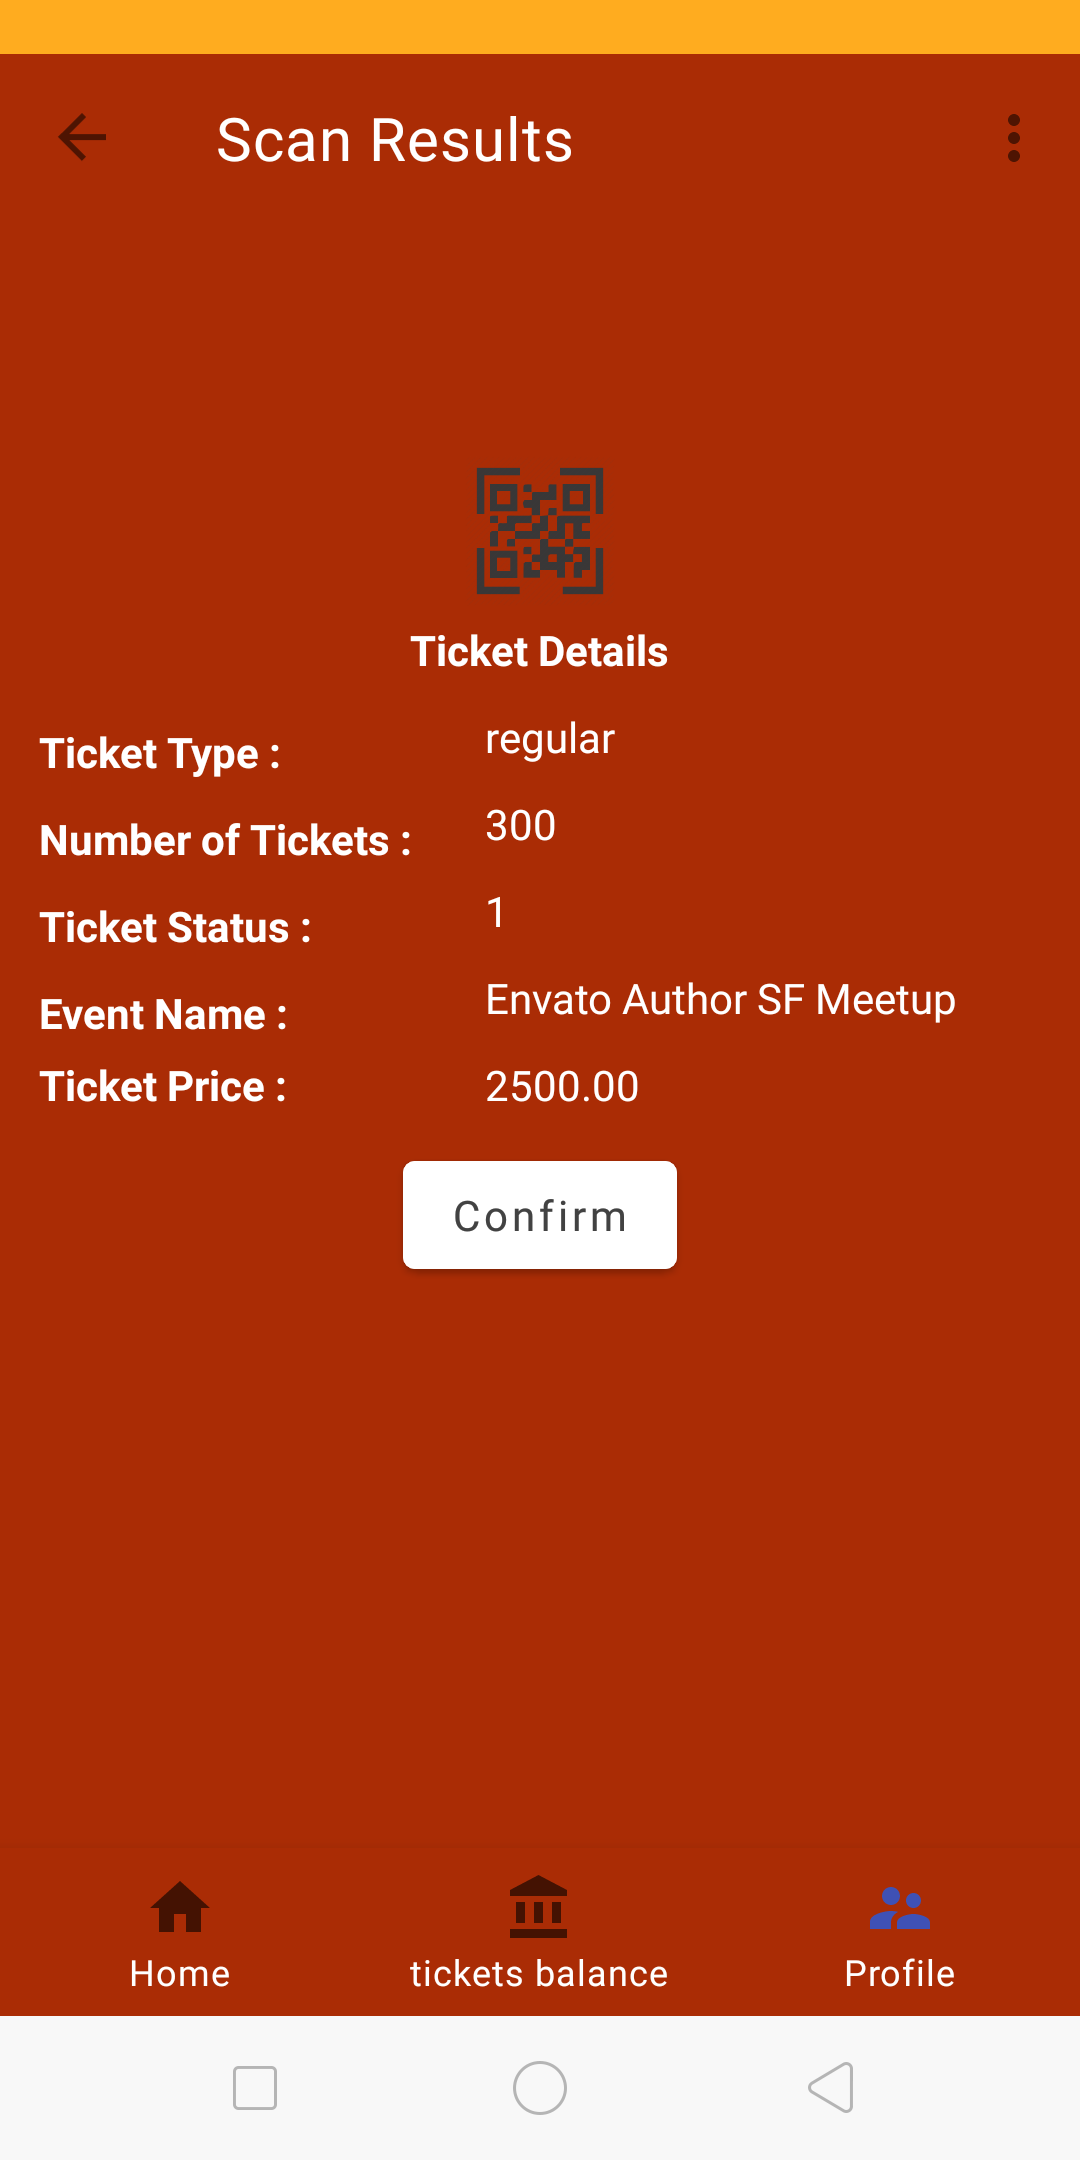 Scan Results
Ticket Details
Ticket Type : regular
Number of Tickets : 300
Ticket Status : 1
Event Name : Envato Author SF Meetup
Ticket Price : 2500.00
Confirm
Home tickets balance Profile